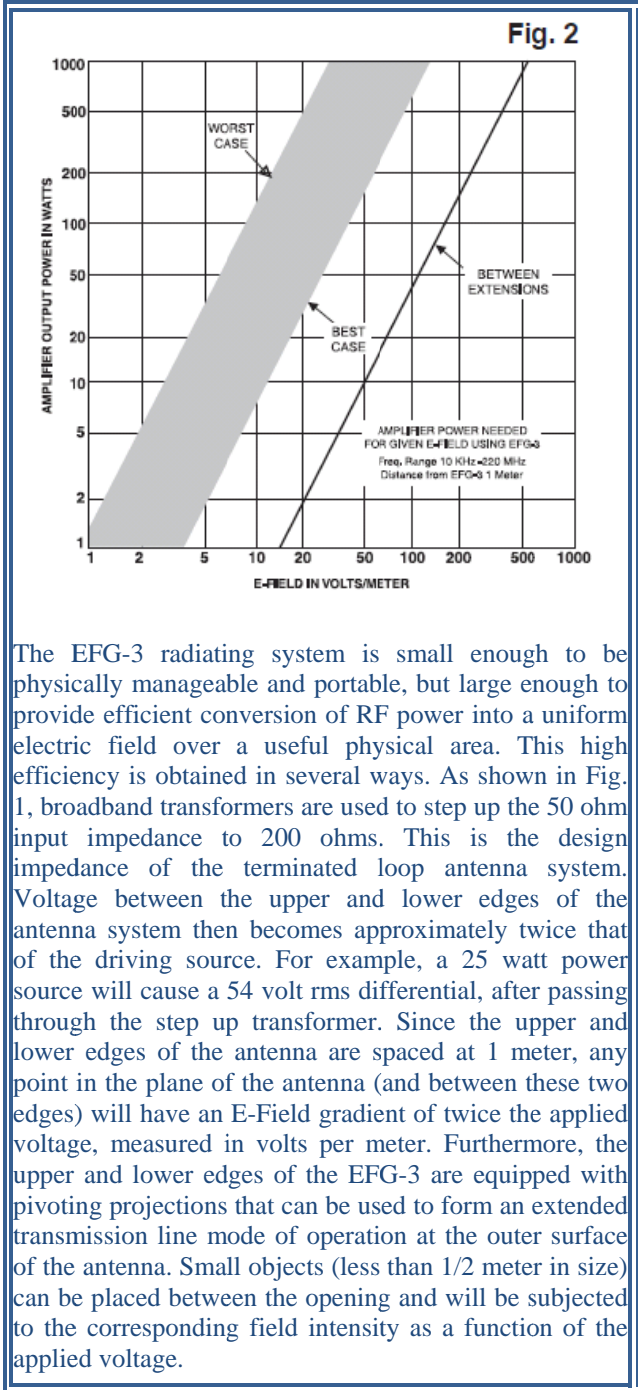 Fig. 2
1000
500
200
100
50
20
10
5
2
1
AMPLIFIER OUTPUT POWER IN WATTS
WORST
CASE
BETWEEN
EXTENSIONS
BEST
CASE
AMPLIFIER POWER NEEDED
FOR GIVEN E-FIELD USING EFG-3
Freq. Range 10 KHz-220 MHz
Distance from EFG-3 1 Meter
1 2 5 10 20 50 100 200 500 1000
E-FIELD IN VOLTS/METER
The EFG-3 radiating system is small enough to be
physically manageable and portable, but large enough to
provide efficient conversion of RF power into a uniform
electric field over a useful physical area. This high
efficiency is obtained in several ways. As shown in Fig.
1, broadband transformers are used to step up the 50 ohm
input impedance to 200 ohms. This is the design
impedance of the terminated loop antenna system.
Voltage between the upper and lower edges of the
antenna system then becomes approximately twice that
of the driving source. For example, a 25 watt power
source will cause a 54 volt rms differential, after passing
through the step up transformer. Since the upper and
lower edges of the antenna are spaced at 1 meter, any
point in the plane of the antenna (and between these two
edges) will have an E-Field gradient of twice the applied
voltage, measured in volts per meter. Furthermore, the
upper and lower edges of the EFG-3 are equipped with
pivoting projections that can be used to form an extended
transmission line mode of operation at the outer surface
of the antenna. Small objects (less than 1/2 meter in size)
can be placed between the opening and will be subjected
to the corresponding field intensity as a function of the
applied voltage.